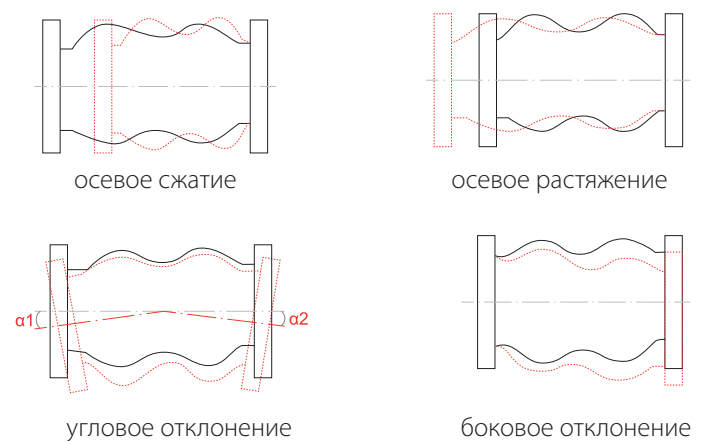 осевое сжатие
осевое растяжение
α1
α2
угловое отклонение
боковое отклонение